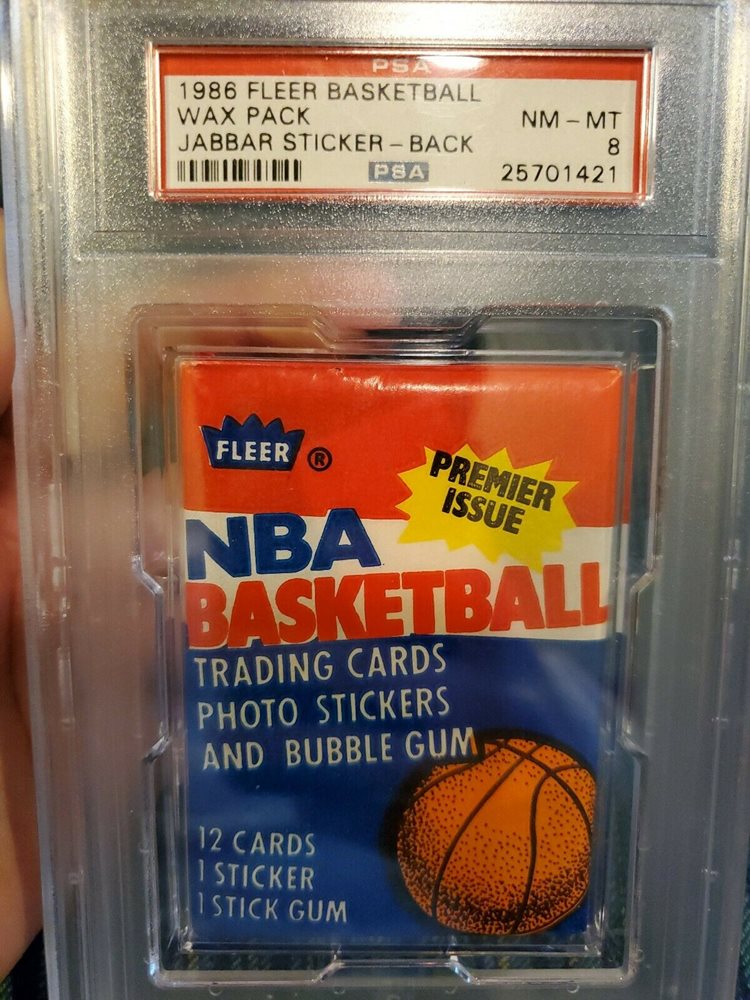 PSA
1986 FLEER BASKETBALL
WAX PACK NM-MT
JABBAR STICKER-BACK 8
PSA 25701421
FLEER ®
PREMIER
ISSUE
NBA
BASKETBALL
TRADING CARDS
PHOTO STICKERS
AND BUBBLE GUM
12 CARDS
1 STICKER
1 STICK GUM